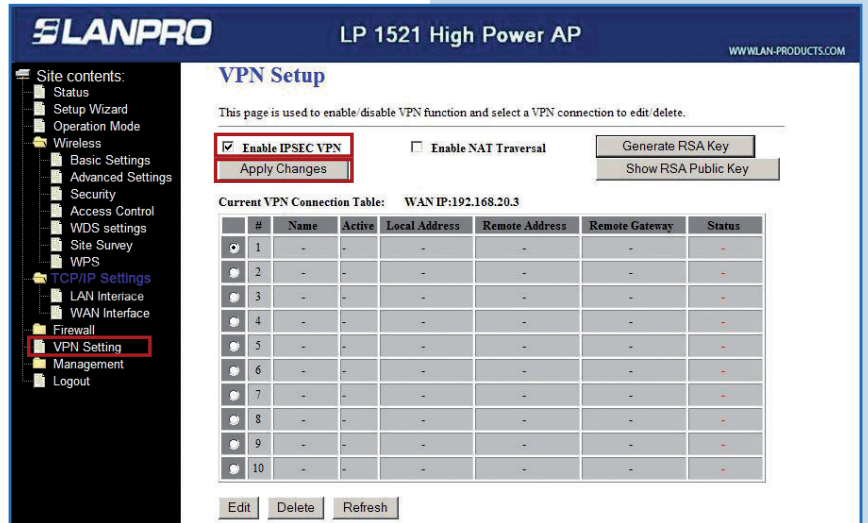 LANPRO
LP 1521 High Power AP
WWW.LAN-PRODUCTS.COM
Site contents:
Status
Setup Wizard
Operation Mode
Wireless
Basic Settings
Advanced Settings
Security
Access Control
WDS settings
Site Survey
WPS
TCP/IP Settings
LAN Interface
WAN Interface
Firewall
VPN Setting
Management
Logout
VPN Setup
This page is used to enable/disable VPN function and select a VPN connection to edit/delete.
Enable IPSEC VPN Enable NAT Traversal Generate RSA Key
Apply Changes Show RSA Public Key
Current VPN Connection Table: WAN IP:192.168.20.3
# Name Active Local Address Remote Address Remote Gateway Status
1 - - - - - -
2 - - - - - -
3 - - - - - -
4 - - - - - -
5 - - - - - -
6 - - - - - -
7 - - - - - -
8 - - - - - -
9 - - - - - -
10 - - - - - -
Edit Delete Refresh